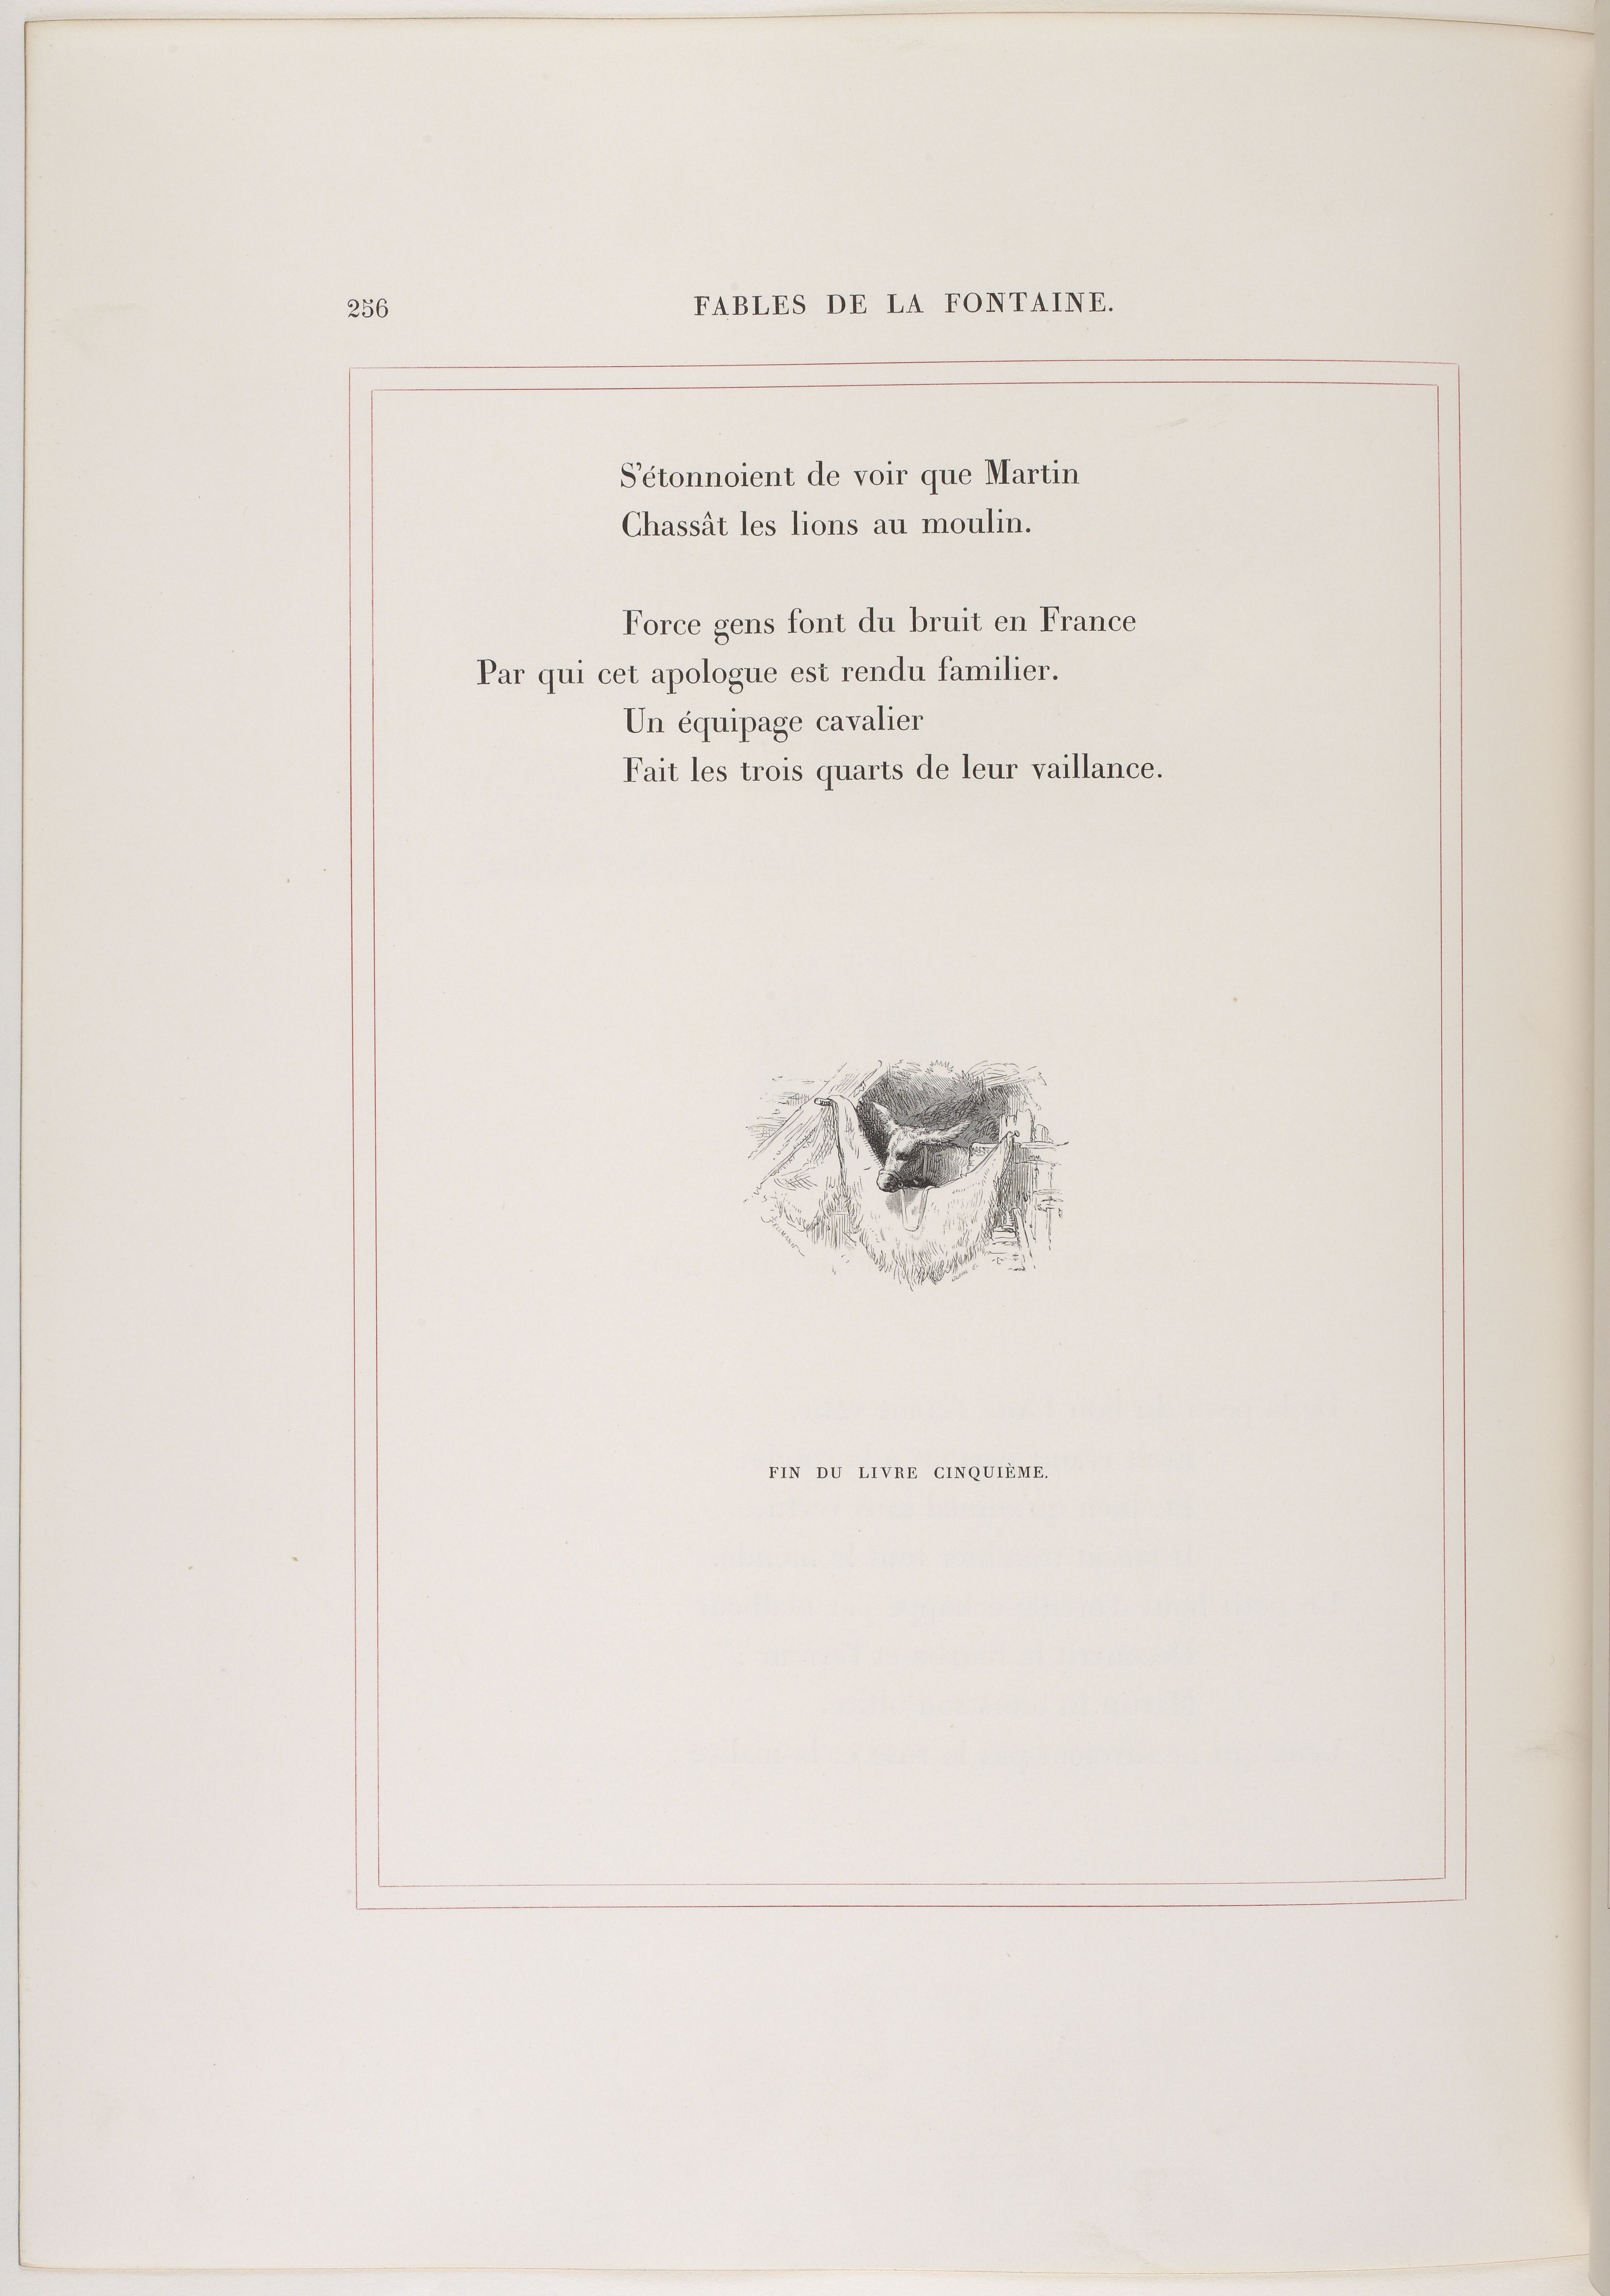 256
FABLES DE LA FONTAINE.
S'étonnoient de voir que Martin
Chassât les lions au moulin.
Force gens font du bruit en France
Par qui cet apologue est rendu familier.
Un équipage cavalier
Fait les trois quarts de leur vaillance.
FIN DU LIVRE CINQUIÈME.